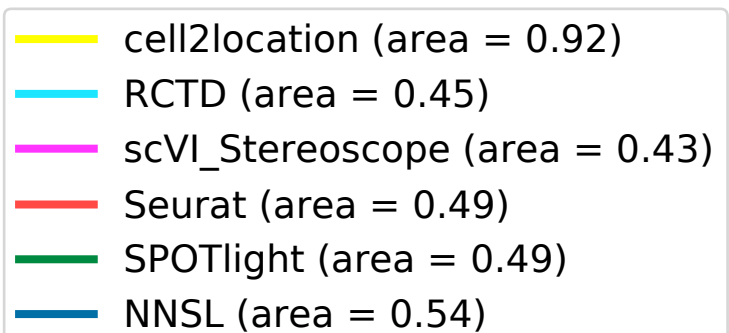 cell2location (area = 0.92)
RCTD (area = 0.45)
scVI_Stereoscope (area = 0.43)
Seurat (area = 0.49)
SPOTlight (area = 0.49)
NNSL (area = 0.54)